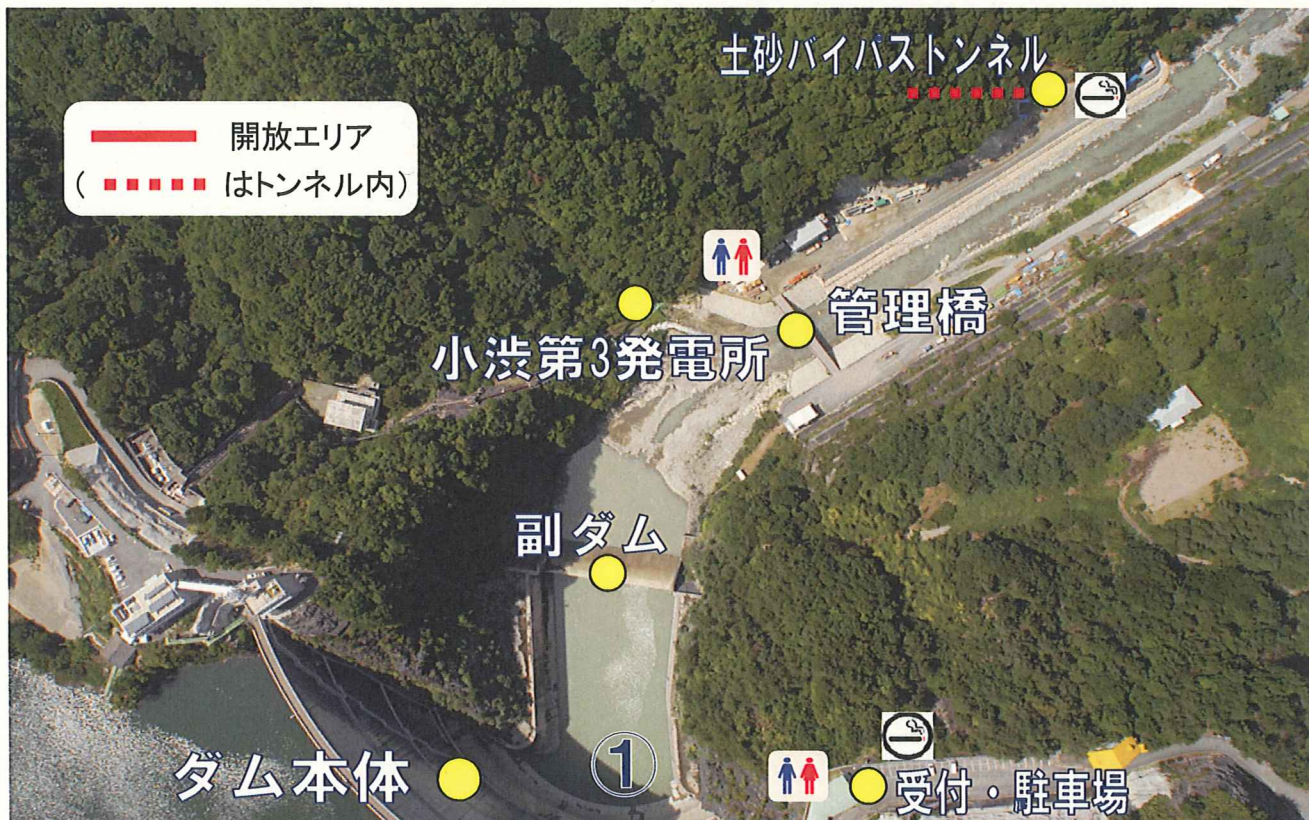 土砂バイパストンネル
開放エリア
( はトンネル内)
管理橋
小渋第3発電所
副ダム
ダム本体
①
受付・駐車場